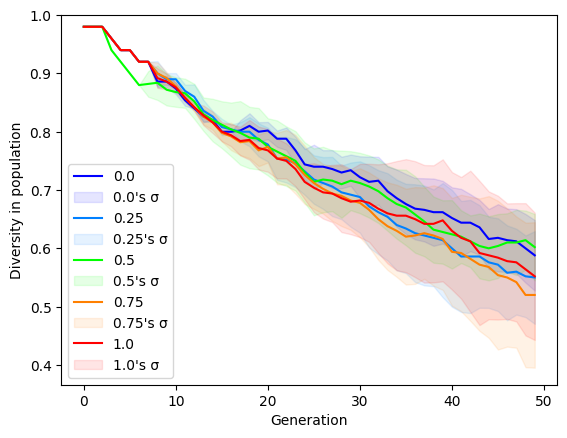 1.0
0.9
0.8
0.7
0.6
0.5
0.4
Diversity in population
0.0
0.0's σ
0.25
0.25's σ
0.5
0.5's σ
0.75
0.75's σ
1.0
1.0's σ
0 10 20 30 40 50
Generation